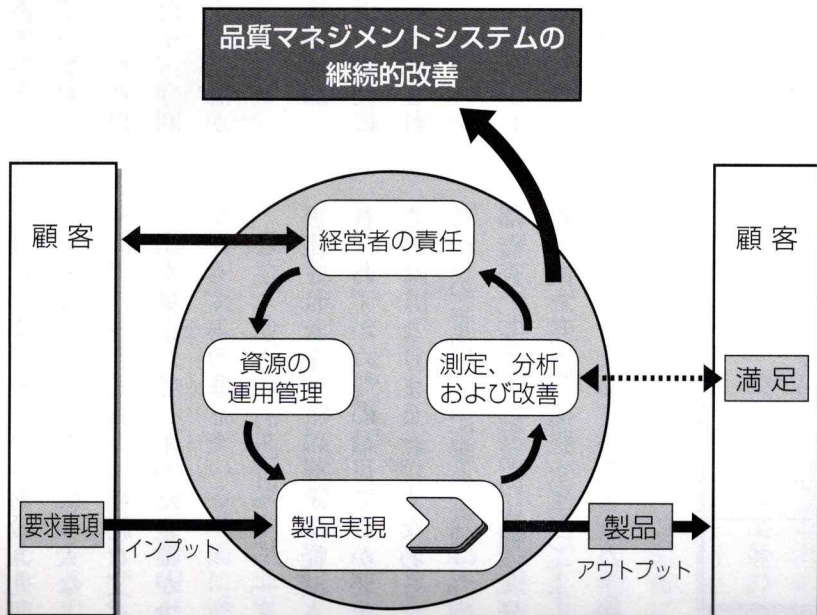 品質マネジメントシステムの
継続的改善
顧客
経営者の責任
顧客
資源の
運用管理
測定、分析
および改善
満足
要求事項
インプット
製品実現
製品
アウトプット